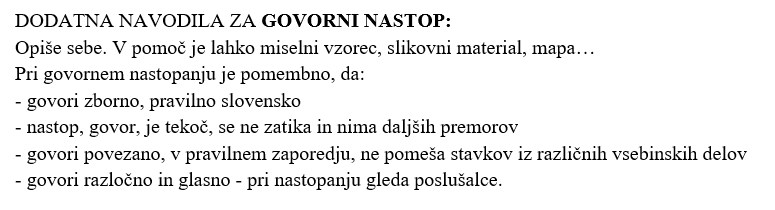 DODATNA NAVODILA ZA GOVORNI NASTOP:
Opiše sebe. V pomoč je lahko miselni vzorec, slikovni material, mapa…
Pri govornem nastopanju je pomembno, da:
- govori zborno, pravilno slovensko
- nastop, govor, je tekoč, se ne zatika in nima daljših premorov
- govori povezano, v pravilnem zaporedju, ne pomeša stavkov iz različnih vsebinskih delov
- govori razločno in glasno - pri nastopanju gleda poslušalce.